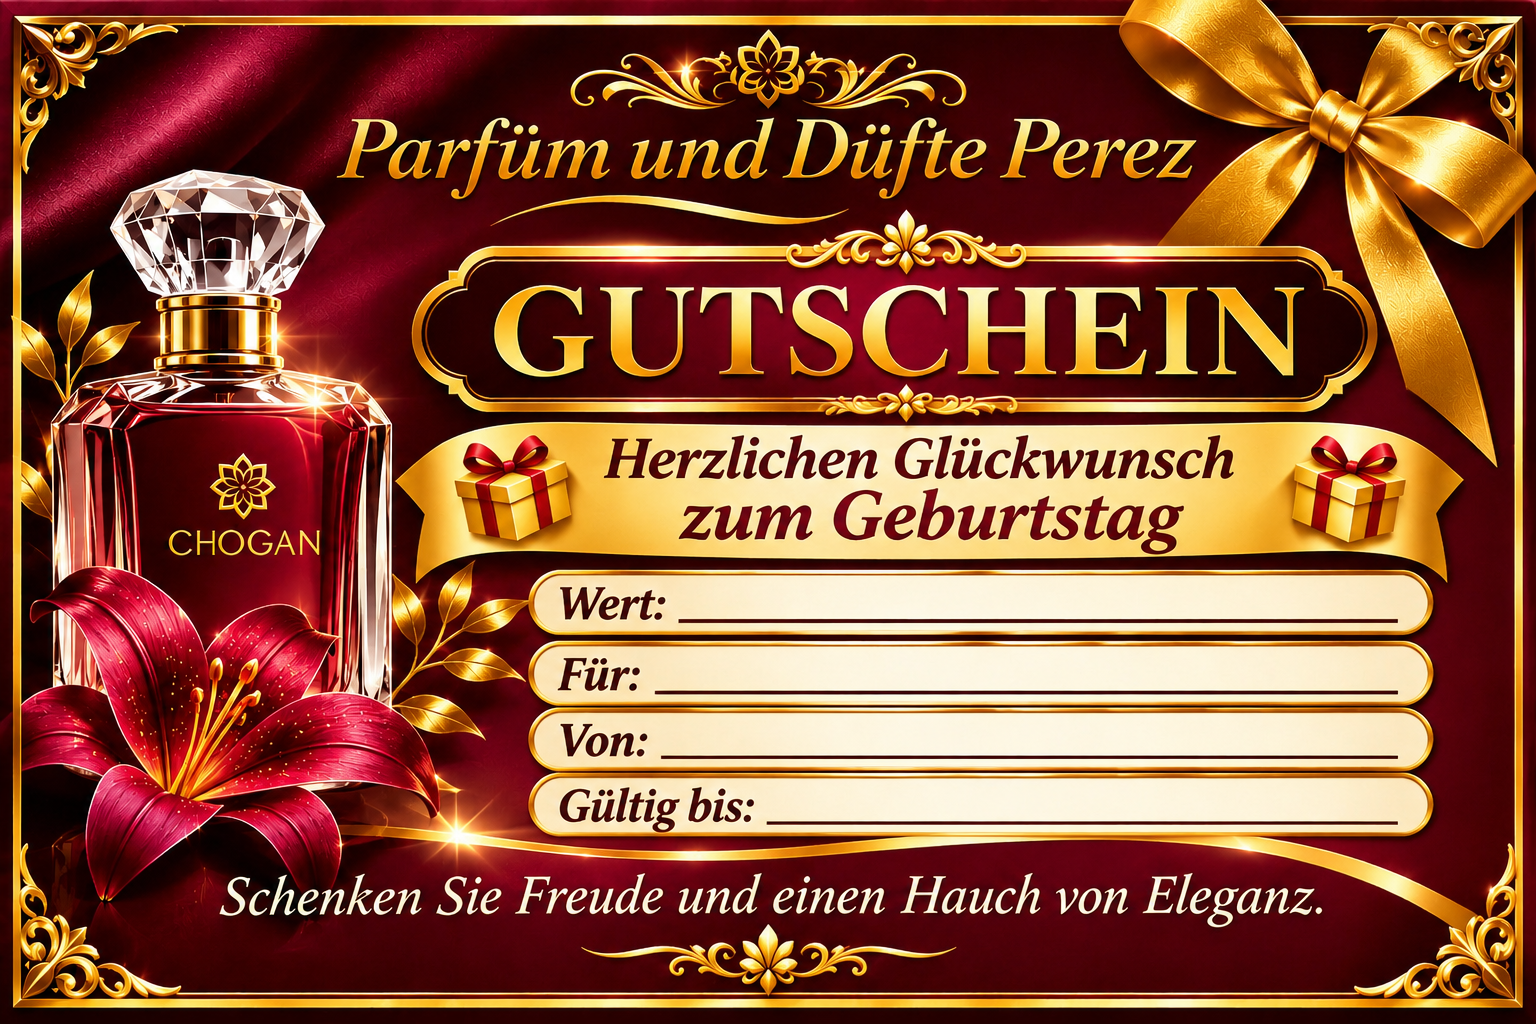 Parfüm und Düfte Perez
GUTSCHEIN
Herzlichen Glückwunsch
zum Geburtstag
CHOGAN
Wert:
Für:
Von:
Gültig bis:
Schenken Sie Freude und einen Hauch von Eleganz.